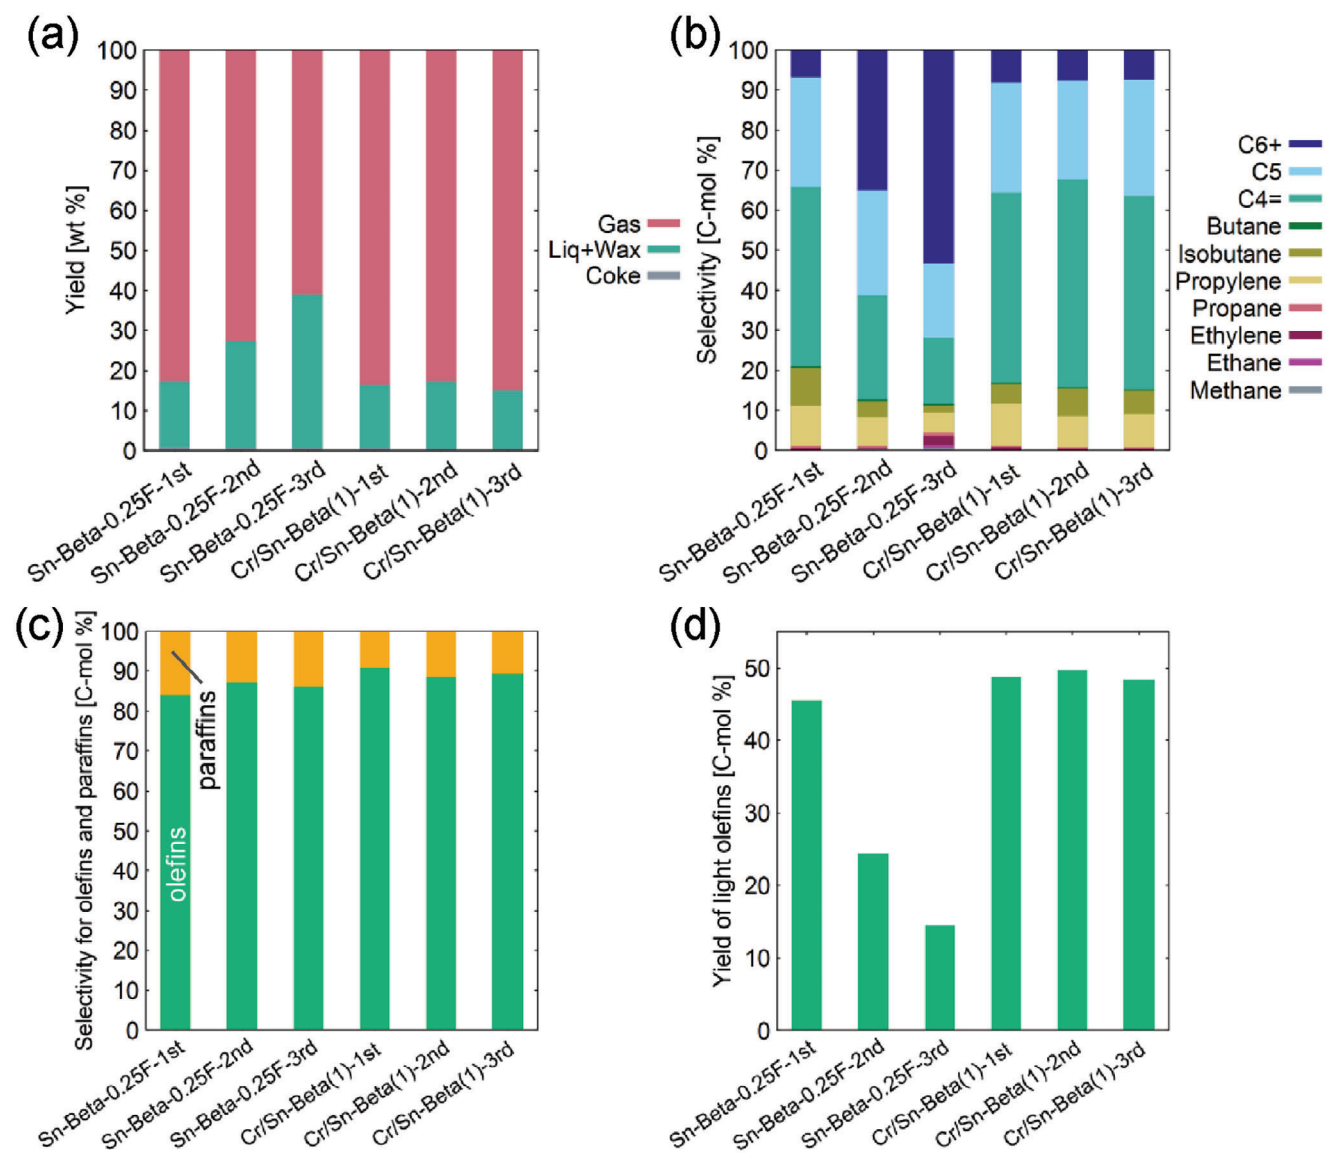 (a)
Yield [wt %]
100
90
80
70
60
50
40
30
20
10
0
Gas
Liq+Wax
Coke
Sn-Beta-0.25F-1st
Sn-Beta-0.25F-2nd
Sn-Beta-0.25F-3rd
Cr/Sn-Beta(1)-1st
Cr/Sn-Beta(1)-2nd
Cr/Sn-Beta(1)-3rd
(b)
Selectivity [C-mol %]
100
90
80
70
60
50
40
30
20
10
0
C6+
C5
C4=
Butane
Isobutane
Propylene
Propane
Ethylene
Ethane
Methane
Sn-Beta-0.25F-1st
Sn-Beta-0.25F-2nd
Sn-Beta-0.25F-3rd
Cr/Sn-Beta(1)-1st
Cr/Sn-Beta(1)-2nd
Cr/Sn-Beta(1)-3rd
(c)
Selectivity for olefins and paraffins [C-mol %]
100
90
80
70
60
50
40
30
20
10
0
paraffins
olefins
Sn-Beta-0.25F-1st
Sn-Beta-0.25F-2nd
Sn-Beta-0.25F-3rd
Cr/Sn-Beta(1)-1st
Cr/Sn-Beta(1)-2nd
Cr/Sn-Beta(1)-3rd
(d)
Yield of light olefins [C-mol %]
50
40
30
20
10
0
Sn-Beta-0.25F-1st
Sn-Beta-0.25F-2nd
Sn-Beta-0.25F-3rd
Cr/Sn-Beta(1)-1st
Cr/Sn-Beta(1)-2nd
Cr/Sn-Beta(1)-3rd